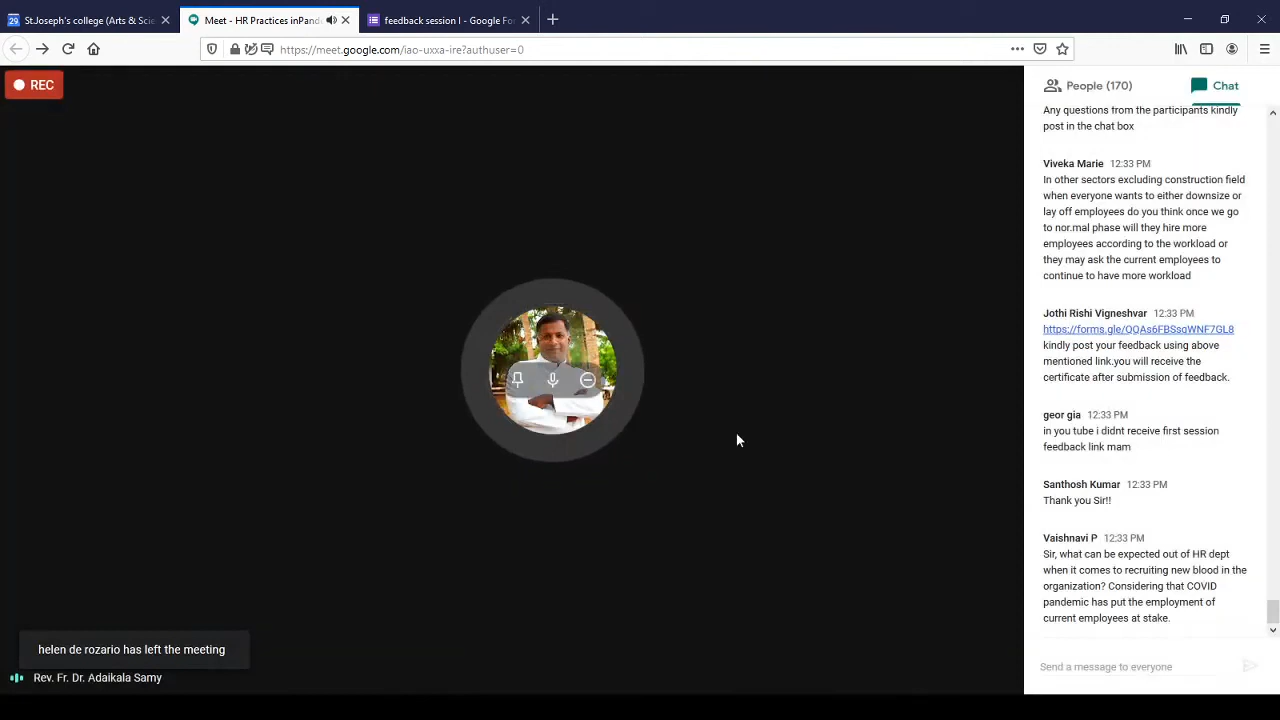 StJoseph's college (Arts & Scie
Meet - HR Practices inPand
feedback session I - Google For
https://meet.google.com/iao-uxxa-ire?authuser=0
REC
People (170)
Chat
Any questions from the participants kindly
post in the chat box
Viveka Marie 12:33 PM
In other sectors excluding construction field
when everyone wants to either downsize or
lay off employees do you think once we go
to nor.mal phase will they hire more
employees according to the workload or
they may ask the current employees to
continue to have more workload
Jothi Rishi Vigneshvar 12:33 PM
https://forms.gle/QQAs6FBSsqWNF7GL8
kindly post your feedback using above
mentioned link.you will receive the
certificate after submission of feedback.
geor gia 12:33 PM
in you tube i didnt receive first session
feedback link mam
Santhosh Kumar 12:33 PM
Thank you Sir!!
Vaishnavi P 12:33 PM
Sir, what can be expected out of HR dept
when it comes to recruiting new blood in the
organization? Considering that COVID
pandemic has put the employment of
current employees at stake.
helen de rozario has left the meeting
Rev. Fr. Dr. Adaikala Samy
Send a message to everyone